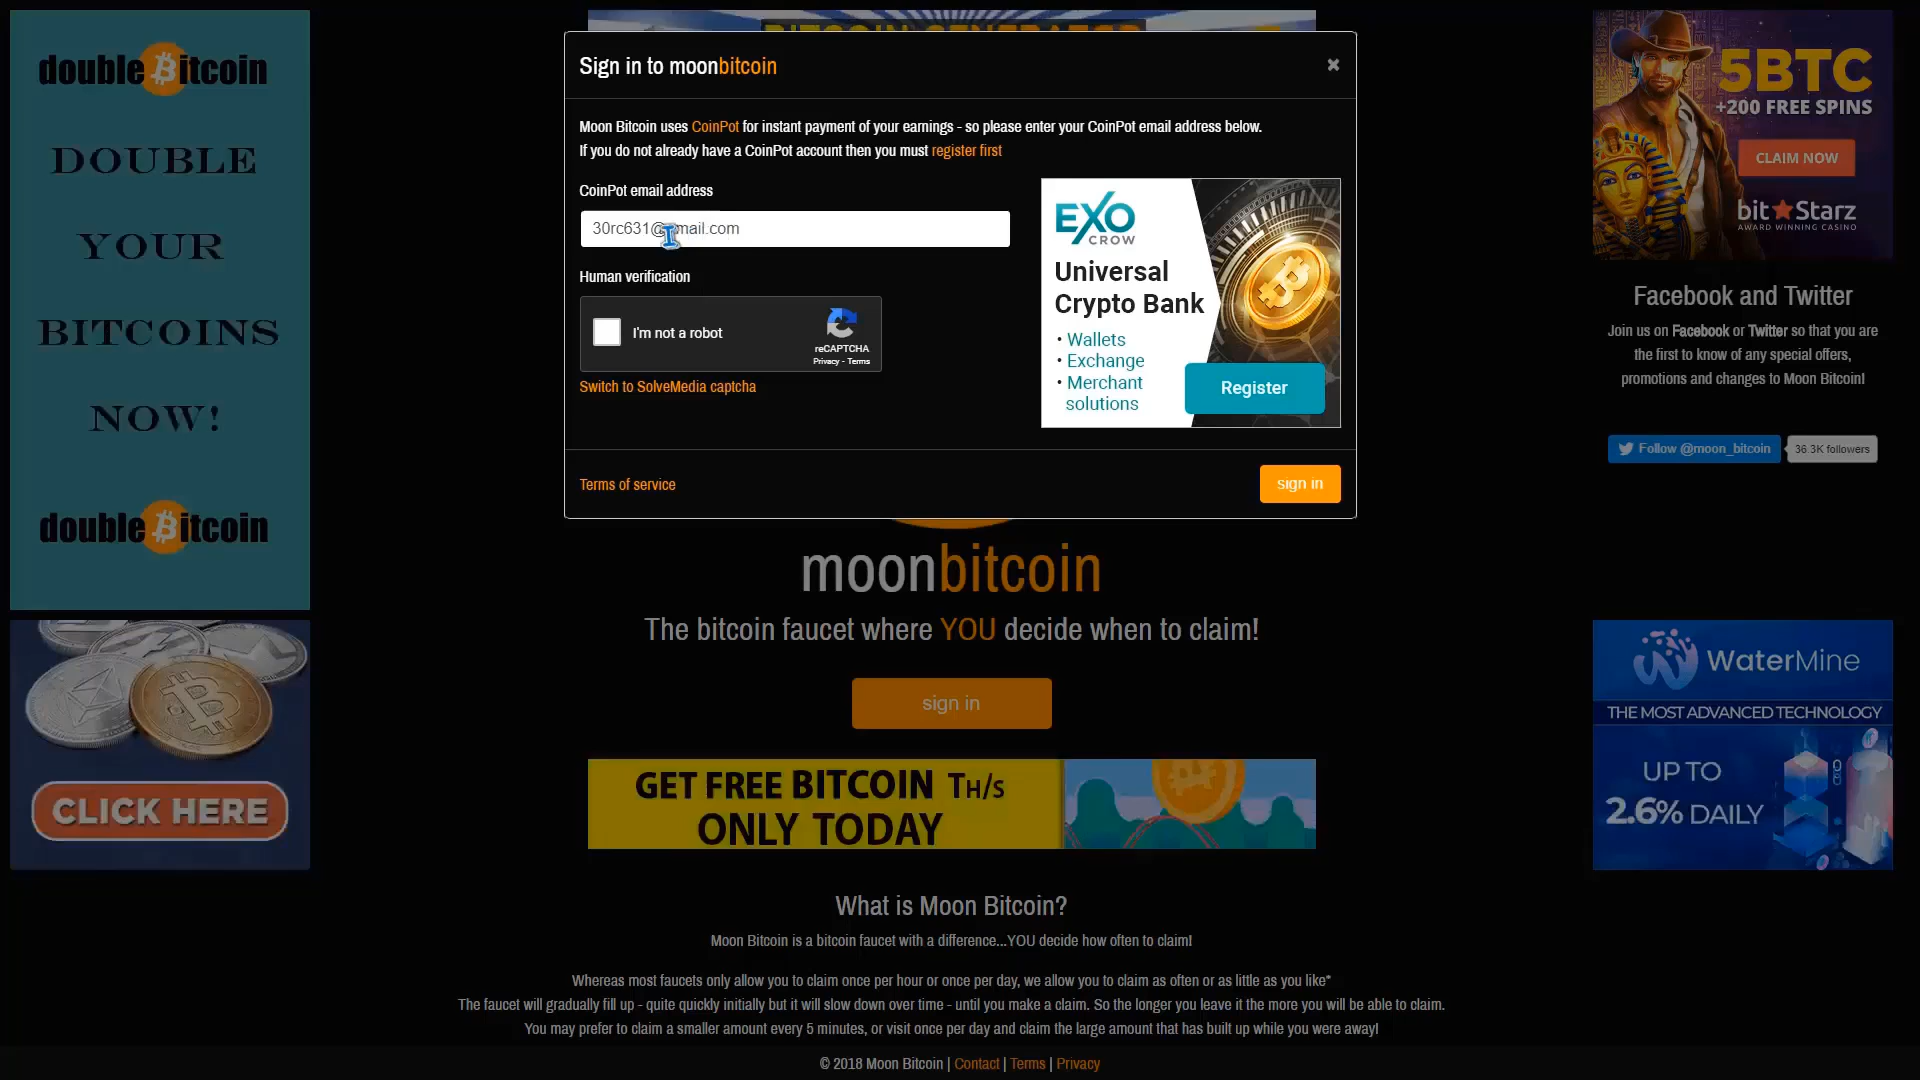 doubleBitcoin
DOUBLE
YOUR
BITCOINS
NOW!
doubleBitcoin
CLICK HERE
BITCOIN GENERATOR
Sign in to moonbitcoin
×
Moon Bitcoin uses CoinPot for instant payment of your earnings - so please enter your CoinPot email address below.
If you do not already have a CoinPot account then you must register first
CoinPot email address
Human verification
I'm not a robot
reCAPTCHA
Privacy - Terms
Switch to SolveMedia captcha
EXO
CROW
Universal
Crypto Bank
• Wallets
• Exchange
• Merchant
solutions
Register
Terms of service
sign in
moonbitcoin
The bitcoin faucet where YOU decide when to claim!
sign in
GET FREE BITCOIN TH/S
ONLY TODAY
What is Moon Bitcoin?
Moon Bitcoin is a bitcoin faucet with a difference...YOU decide how often to claim!
Whereas most faucets only allow you to claim once per hour or once per day, we allow you to claim as often or as little as you like*
The faucet will gradually fill up - quite quickly initially but it will slow down over time - until you make a claim. So the longer you leave it the more you will be able to claim.
You may prefer to claim a smaller amount every 5 minutes, or visit once per day and claim the large amount that has built up while you were away!
© 2018 Moon Bitcoin | Contact | Terms | Privacy
5BTC
+200 FREE SPINS
CLAIM NOW
bitStarz
AWARD WINNING CASINO
Facebook and Twitter
Join us on Facebook or Twitter so that you are
the first to know of any special offers,
promotions and changes to Moon Bitcoin!
Follow @moon_bitcoin
36.3K followers
WaterMine
THE MOST ADVANCED TECHNOLOGY
UP TO
2.6% DAILY